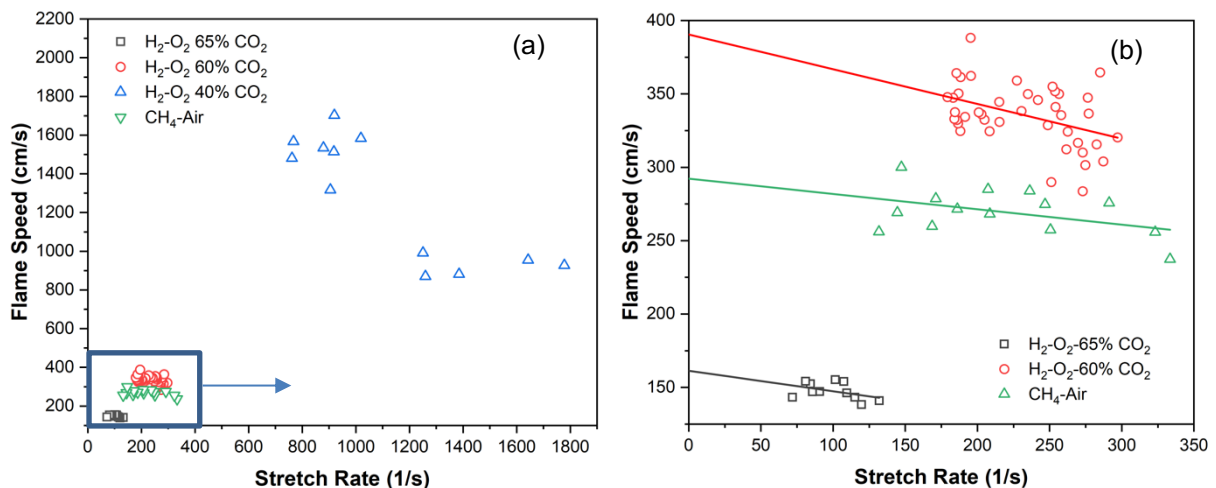 (a)
H₂-O₂ 65% CO₂
H₂-O₂ 60% CO₂
H₂-O₂ 40% CO₂
CH₄-Air
2200
2000
1800
1600
1400
1200
1000
800
600
400
200
0 200 400 600 800 1000 1200 1400 1600 1800
Flame Speed (cm/s)
Stretch Rate (1/s)
(b)
400
350
300
250
200
150
100
0 50 100 150 200 250 300 350
Flame Speed (cm/s)
Stretch Rate (1/s)
H₂-O₂-65% CO₂
H₂-O₂-60% CO₂
CH₄-Air